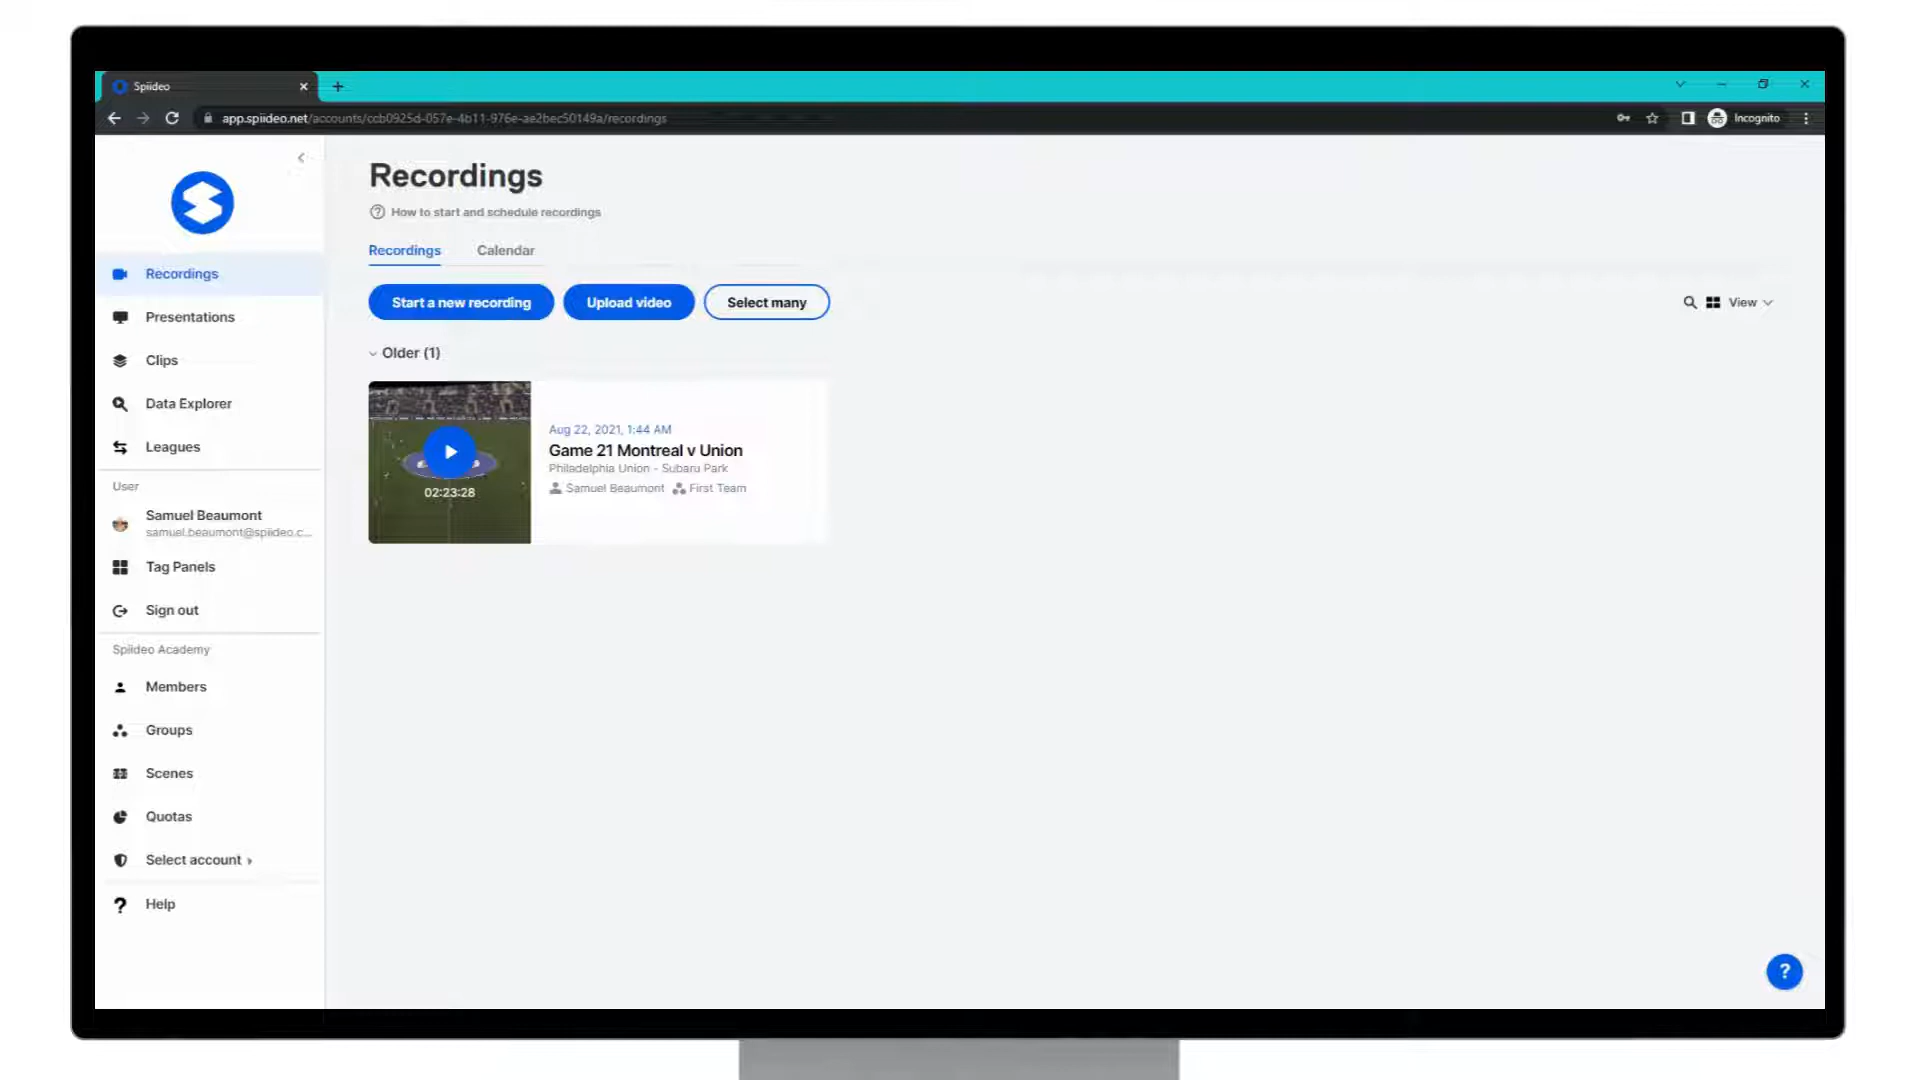 Spiideo
app.spiideo.net/accounts/ccb0925d-057e-4b11-976e-ae2bec50149a/recordings
Incognito
Recordings
How to start and schedule recordings
Recordings
Calendar
Start a new recording
Upload video
Select many
View
Older (1)
02:23:28
Aug 22, 2021, 1:44 AM
Game 21 Montreal v Union
Philadelphia Union - Subaru Park
Samuel Beaumont
First Team
Recordings
Presentations
Clips
Data Explorer
Leagues
User
Samuel Beaumont
samuel.beaumont@spiideo.c...
Tag Panels
Sign out
Spiideo Academy
Members
Groups
Scenes
Quotas
Select account
Help
?